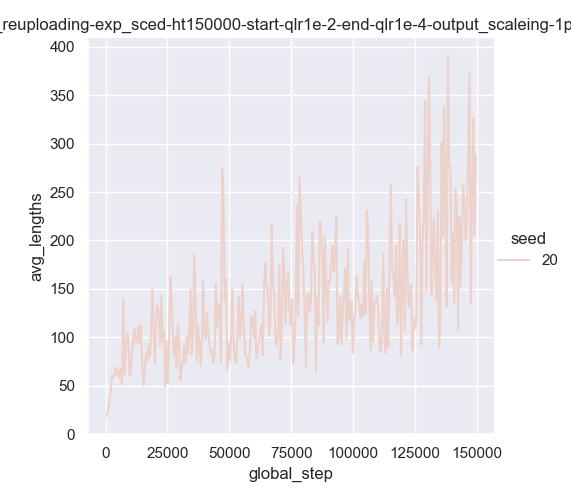 _reuploading-exp_sced-ht150000-start-qlr1e-2-end-qlr1e-4-output_scaleing-1p
400
350
300
250
200
150
100
50
0
avg_lengths
0 25000 50000 75000 100000 125000 150000
global_step
seed
20